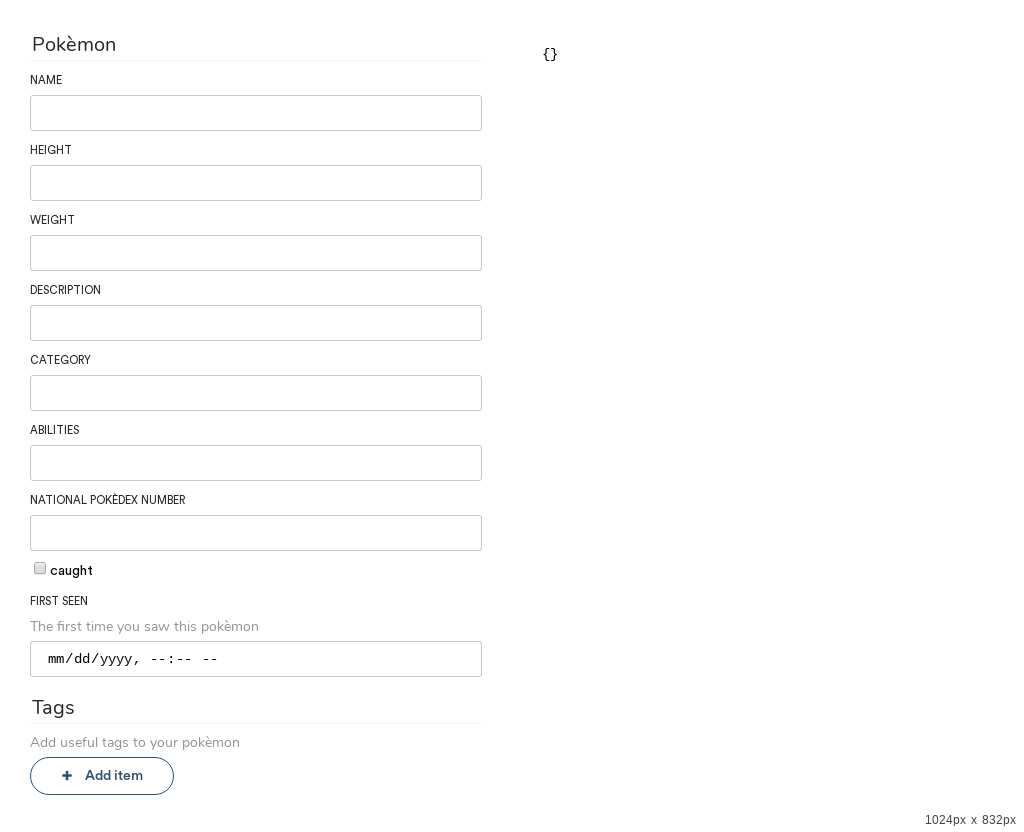 Pokèmon
{}
NAME
HEIGHT
WEIGHT
DESCRIPTION
CATEGORY
ABILITIES
NATIONAL POKÈDEX NUMBER
caught
FIRST SEEN
The first time you saw this pokèmon
mm/dd/yyyy, --:-- --
Tags
Add useful tags to your pokèmon
+ Add item
1024px x 832px